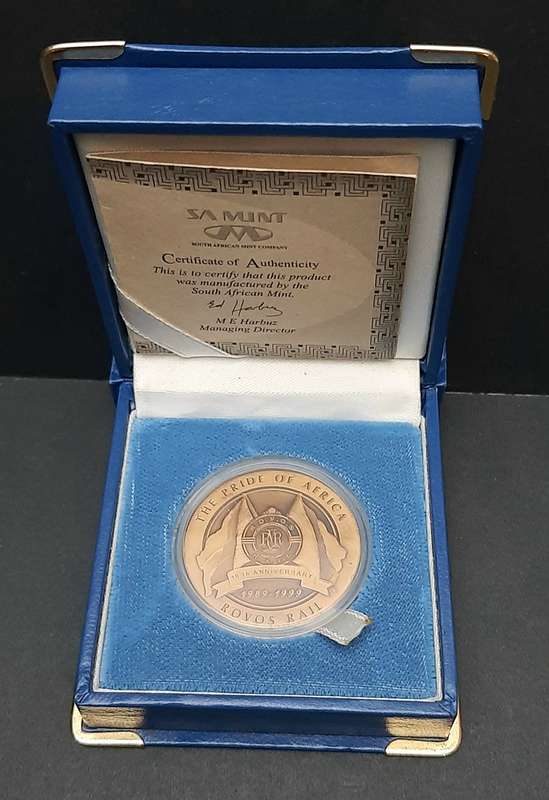 SA MINT
SOUTH AFRICAN MINT COMPANY
Certificate of Authenticity
This is to certify that this product
was manufactured by the
South African Mint.
Ed Harbuz
M E Harbuz
Managing Director
THE PRIDE OF AFRICA
ROVOS
RR
10TH ANNIVERSARY
1989-1999
ROVOS RAIL